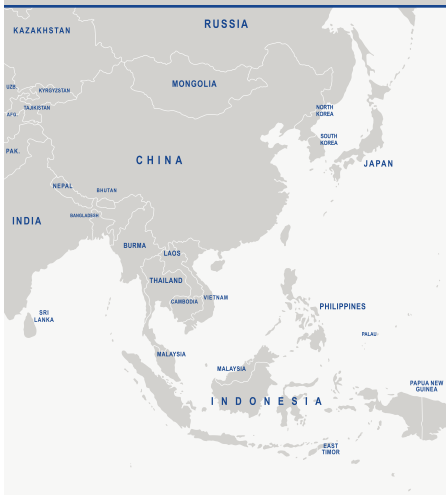 RUSSIA
KAZAKHSTAN
MONGOLIA
UZB.
KYRGYZSTAN
TAJIKISTAN
AFG.
NORTH
KOREA
SOUTH
KOREA
PAK.
CHINA
JAPAN
NEPAL
BHUTAN
INDIA
BANGLADESH
BURMA
LAOS
THAILAND
CAMBODIA
VIETNAM
PHILIPPINES
SRI
LANKA
PALAU
MALAYSIA
MALAYSIA
PAPUA NEW
GUINEA
INDONESIA
EAST
TIMOR